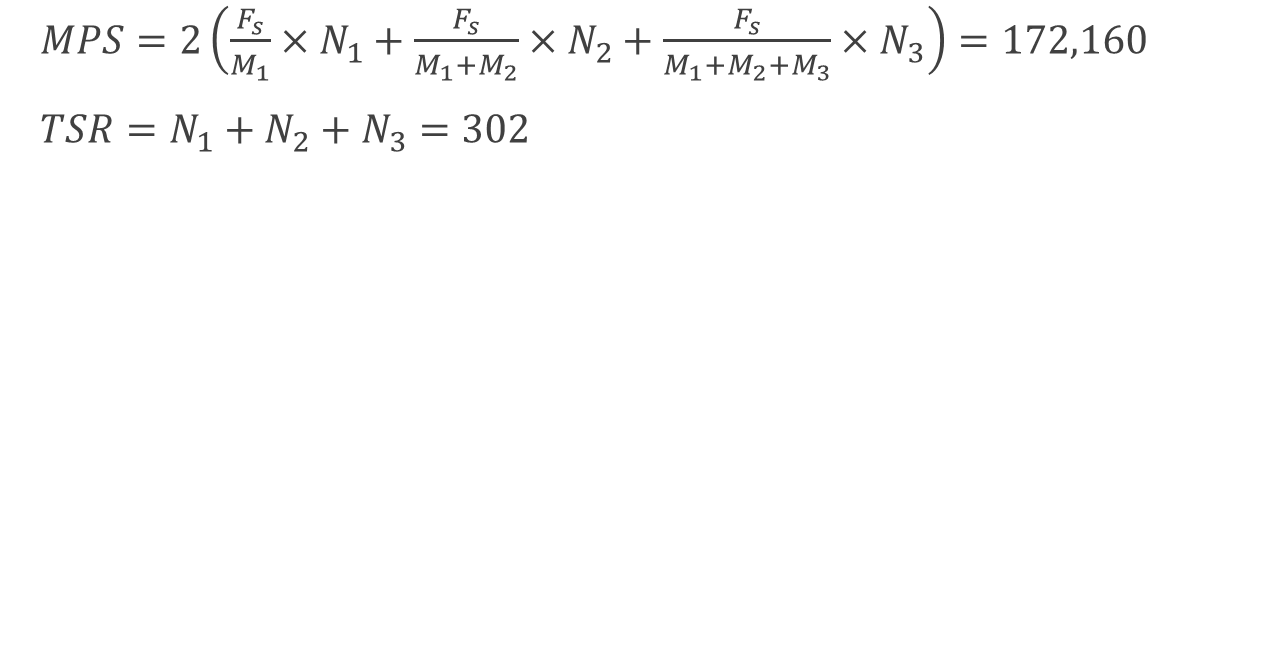 MPS = 2(F_S/M_1 × N_1 + F_S/(M_1+M_2) × N_2 + F_S/(M_1+M_2+M_3) × N_3) = 172,160
TSR = N_1 + N_2 + N_3 = 302